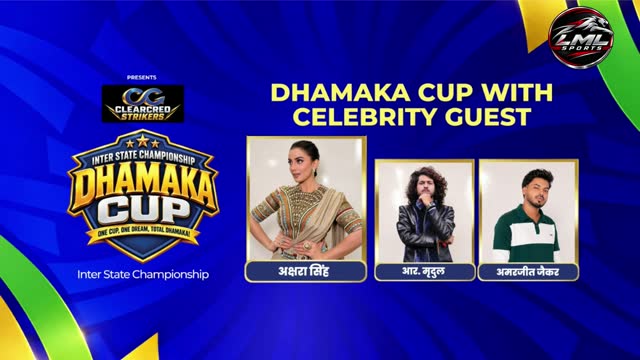 LML
SPORTS
PRESENTS
CG
CLEARCRED
STRIKERS
DHAMAKA CUP WITH
CELEBRITY GUEST
INTER STATE CHAMPIONSHIP
DHAMAKA
CUP
ONE CUP, ONE DREAM, TOTAL DHAMAKA!
Inter State Championship
अक्षरा सिंह
आर. मृदुल
अमरजीत जैकर